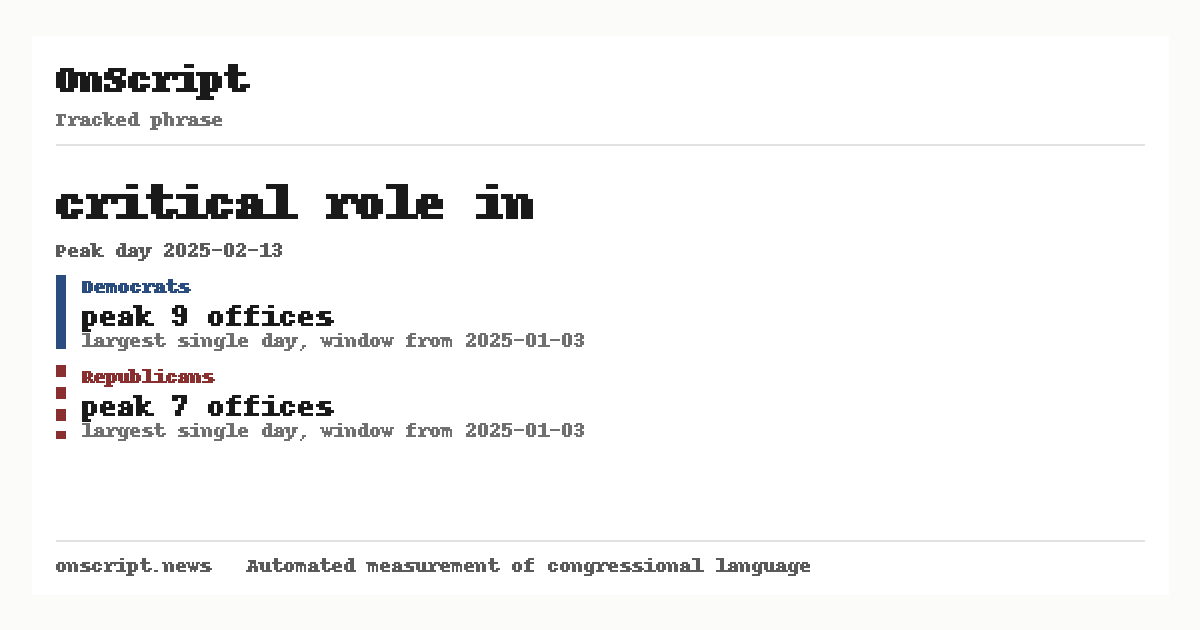 OnScript
Tracked phrase
critical role in
Peak day 2025-02-13
Democrats
peak 9 offices
largest single day, window from 2025-01-03
Republicans
peak 7 offices
largest single day, window from 2025-01-03
onscript.news Automated measurement of congressional language